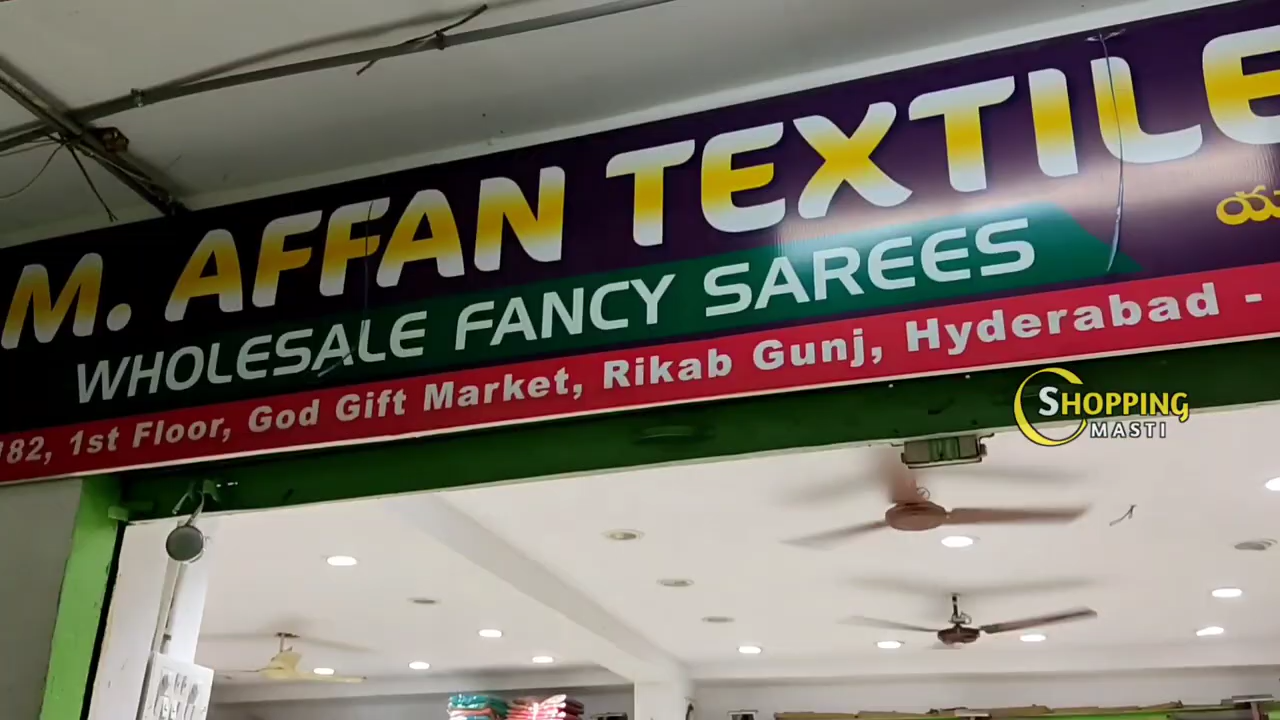 M. AFFAN TEXTILE
WHOLESALE FANCY SAREES
182, 1st Floor, God Gift Market, Rikab Gunj, Hyderabad -
SHOPPING
MASTI